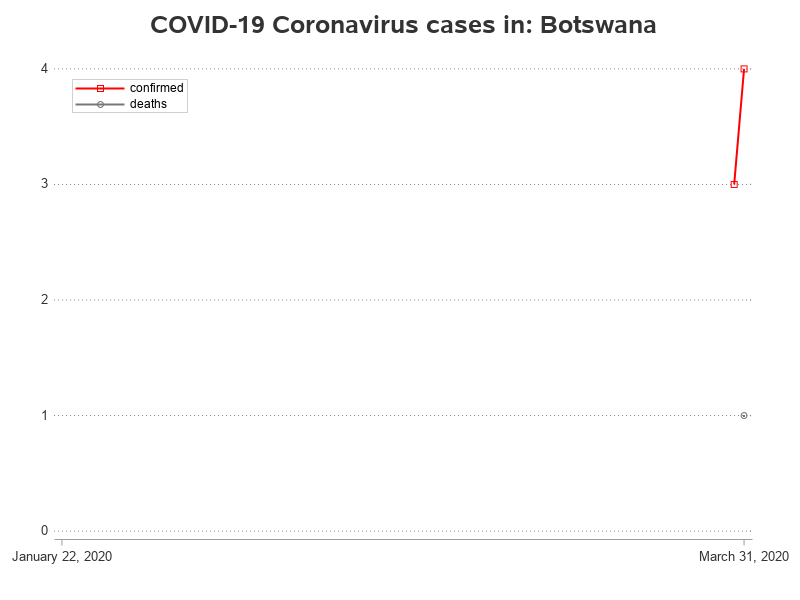 COVID-19 Coronavirus cases in: Botswana
4
confirmed
deaths
3
2
1
0
January 22, 2020
March 31, 2020